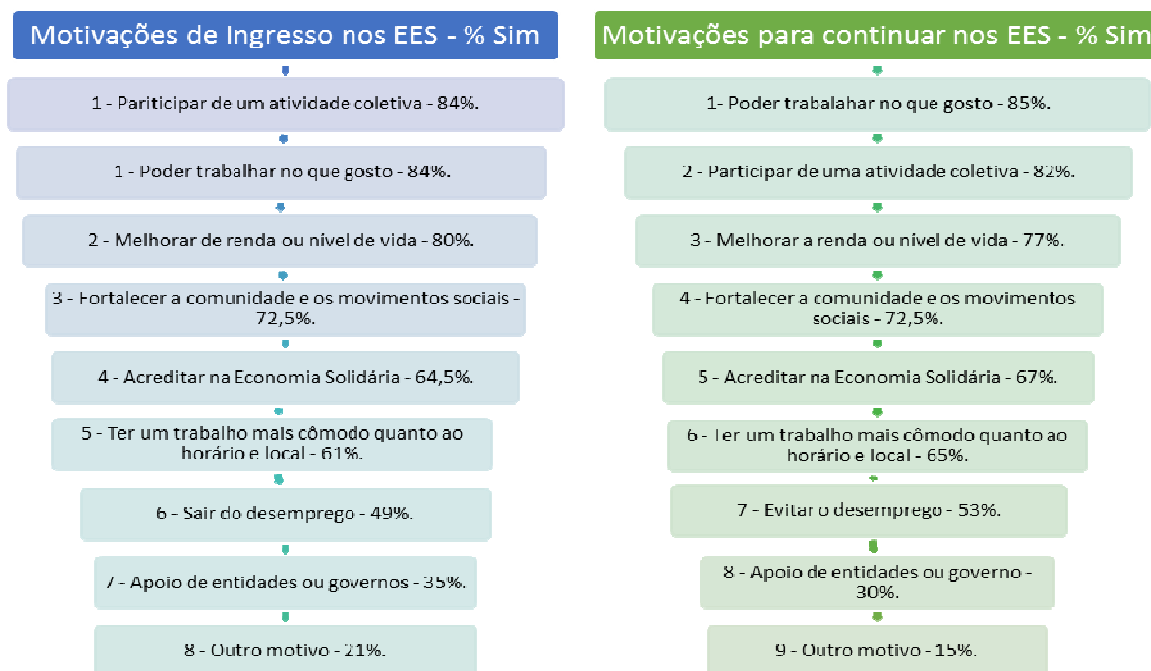 Motivações de Ingresso nos EES - % Sim
1 - Pariticipar de um atividade coletiva - 84%.
1 - Poder trabalhar no que gosto - 84%.
2 - Melhorar de renda ou nível de vida - 80%.
3 - Fortalecer a comunidade e os movimentos sociais -
72,5%.
4 - Acreditar na Economia Solidária - 64,5%.
5 - Ter um trabalho mais cômodo quanto ao
horário e local - 61%.
6 - Sair do desemprego - 49%.
7 - Apoio de entidades ou governos - 35%.
8 - Outro motivo - 21%.
Motivações para continuar nos EES - % Sim
1- Poder trabalahar no que gosto - 85%.
2 - Participar de uma atividade coletiva - 82%.
3 - Melhorar a renda ou nível de vida - 77%.
4 - Fortalecer a comunidade e os movimentos
sociais - 72,5%.
5 - Acreditar na Economia Solidária - 67%.
6 - Ter um trabalho mais cômodo quanto ao
horário e local - 65%.
7 - Evitar o desemprego - 53%.
8 - Apoio de entidades ou governo -
30%.
9 - Outro motivo - 15%.